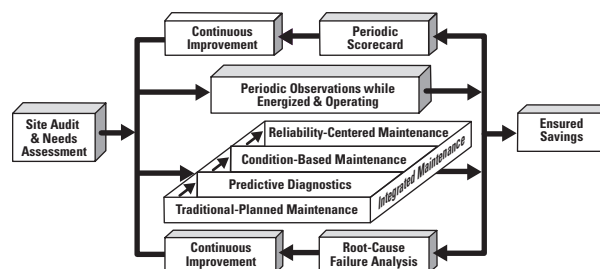 Continuous
Improvement
Periodic
Scorecard
Periodic Observations while
Energized & Operating
Site Audit
& Needs
Assessment
Reliability-Centered Maintenance
Condition-Based Maintenance
Predictive Diagnostics
Traditional-Planned Maintenance
Integrated Maintenance
Ensured
Savings
Continuous
Improvement
Root-Cause
Failure Analysis